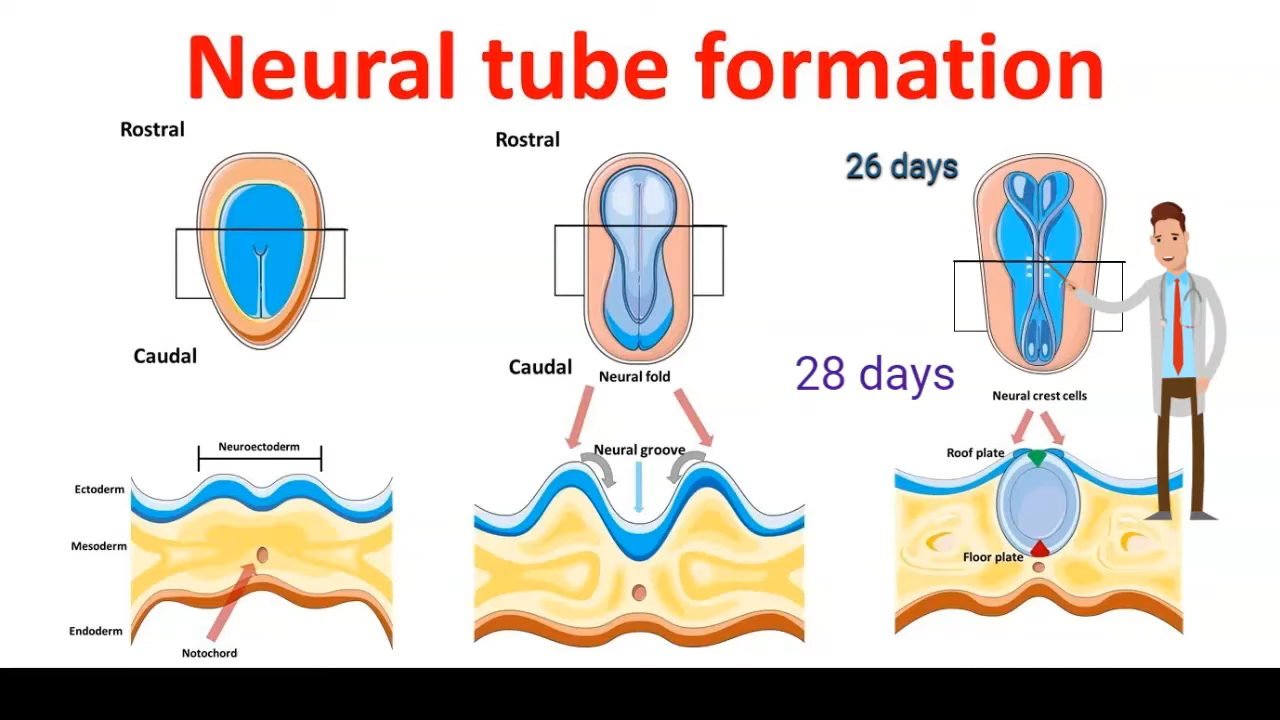 Neural tube formation
Rostral
Rostral
26 days
Caudal
Caudal
Neural fold
28 days
Neural crest cells
Neuroectoderm
Neural groove
Roof plate
Ectoderm
Mesoderm
Floor plate
Endoderm
Notochord